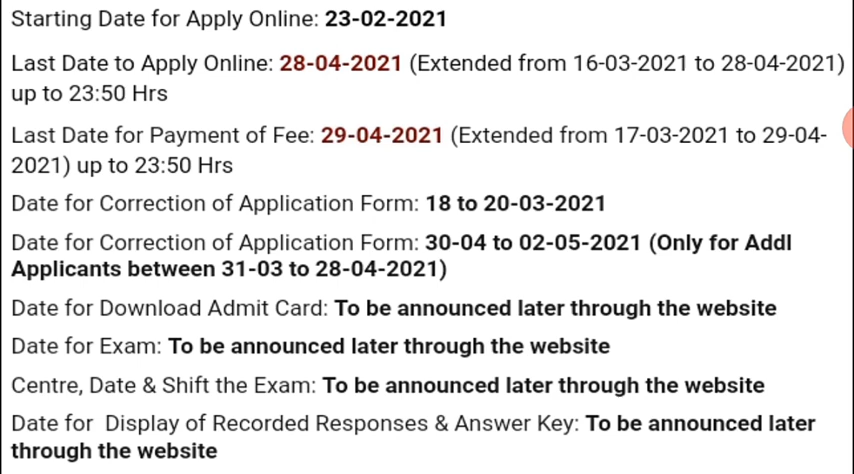 Starting Date for Apply Online: 23-02-2021
Last Date to Apply Online: 28-04-2021 (Extended from 16-03-2021 to 28-04-2021)
up to 23:50 Hrs
Last Date for Payment of Fee: 29-04-2021 (Extended from 17-03-2021 to 29-04-
2021) up to 23:50 Hrs
Date for Correction of Application Form: 18 to 20-03-2021
Date for Correction of Application Form: 30-04 to 02-05-2021 (Only for Addl
Applicants between 31-03 to 28-04-2021)
Date for Download Admit Card: To be announced later through the website
Date for Exam: To be announced later through the website
Centre, Date & Shift the Exam: To be announced later through the website
Date for  Display of Recorded Responses & Answer Key: To be announced later
through the website